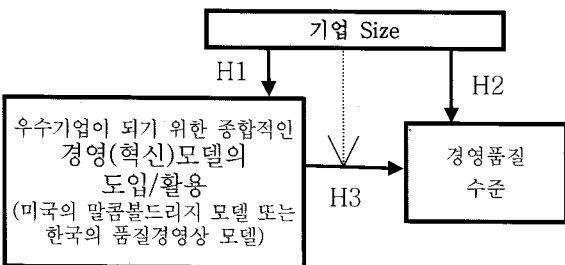 기업 Size
H1
H2
우수기업이 되기 위한 종합적인
경영(혁신)모델의
도입/활용
(미국의 말콤볼드리지 모델 또는
한국의 품질경영상 모델)
H3
경영품질
수준